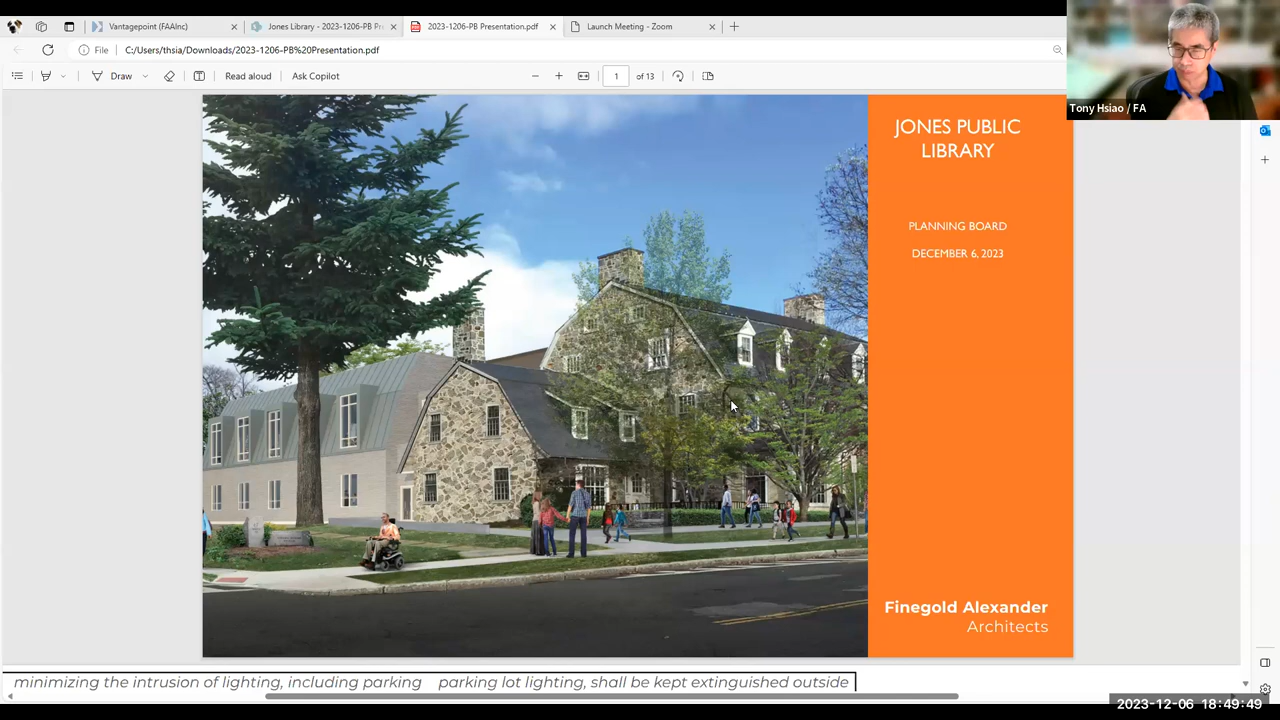 Vantagepoint (FAAInc)
Jones Library - 2023-1206-PB Pr
2023-1206-PB Presentation.pdf
Launch Meeting - Zoom
File
C:/Users/thsia/Downloads/2023-1206-PB%20Presentation.pdf
Draw
Read aloud
Ask Copilot
1
of 13
Tony Hsiao / FA
JONES PUBLIC
LIBRARY
PLANNING BOARD
DECEMBER 6, 2023
Finegold Alexander
Architects
minimizing the intrusion of lighting, including parking parking lot lighting, shall be kept extinguished outside
2023-12-06 18:49:49